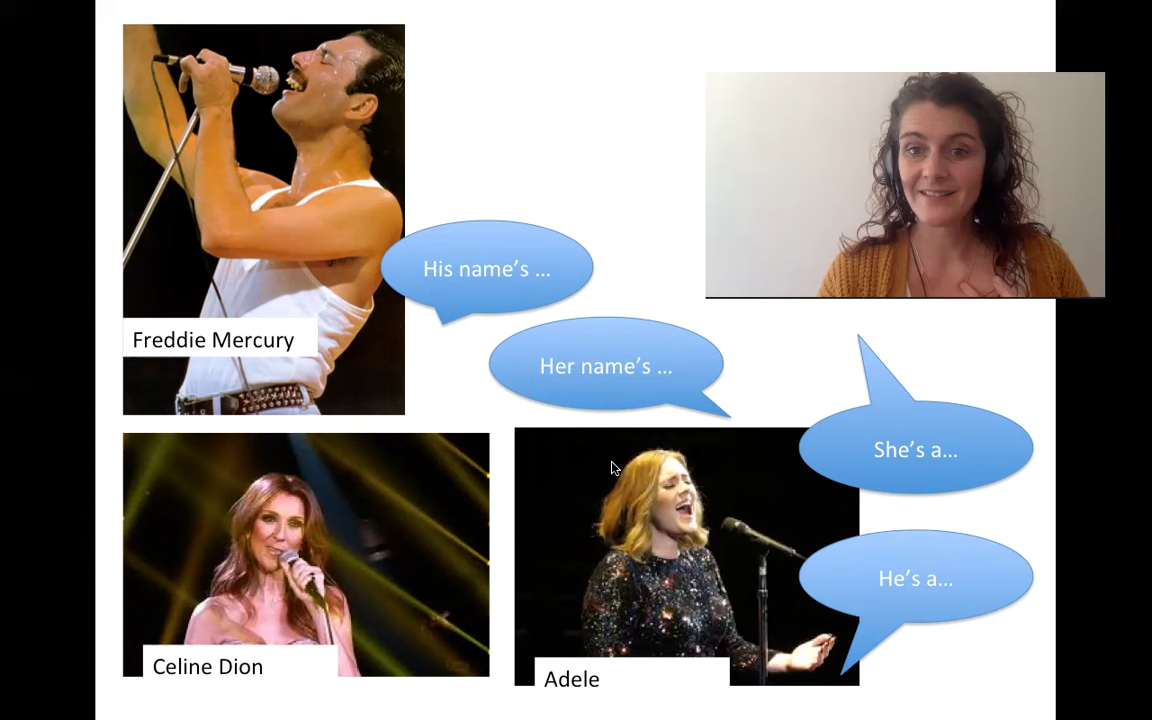 His name’s …
Freddie Mercury
Her name’s …
She’s a…
He’s a…
Celine Dion
Adele